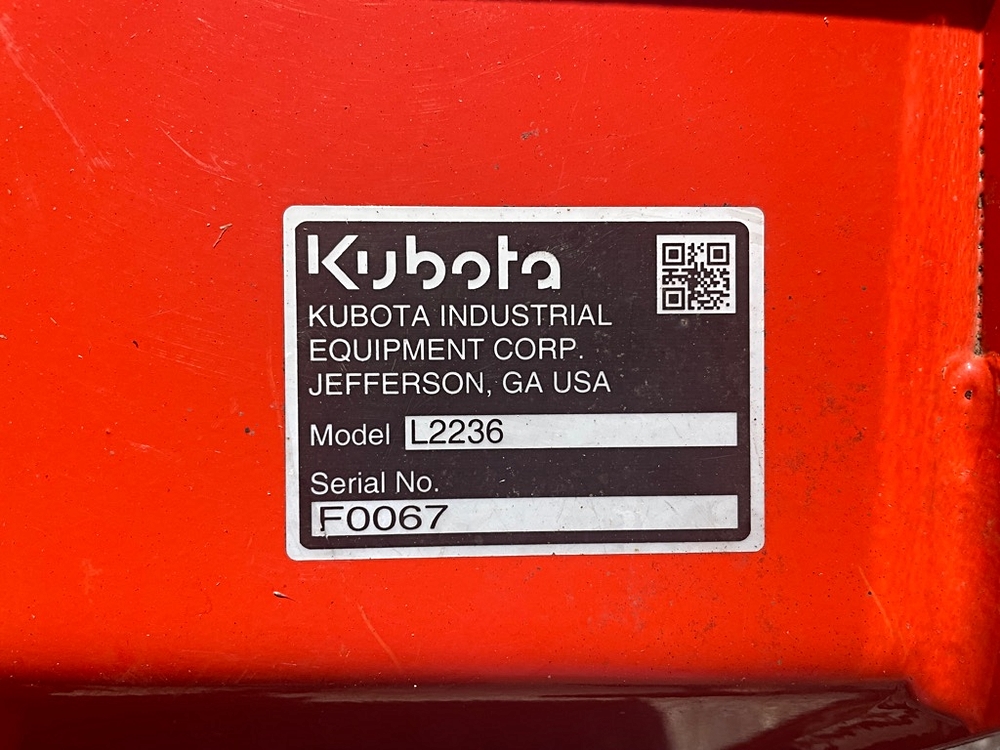 Kubota
KUBOTA INDUSTRIAL
EQUIPMENT CORP.
JEFFERSON, GA USA
Model L2236
Serial No.
F0067